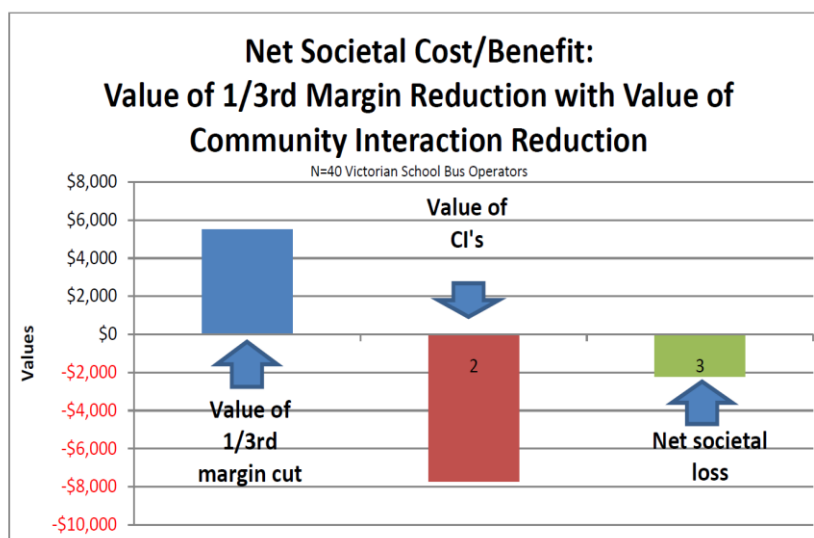 Net Societal Cost/Benefit:
Value of 1/3rd Margin Reduction with Value of
Community Interaction Reduction
N=40 Victorian School Bus Operators
$8,000
$6,000
$4,000
$2,000
$0
-$2,000
-$4,000
-$6,000
-$8,000
-$10,000
Values
Value of
1/3rd
margin cut
Value of
CI's
2
3
Net societal
loss